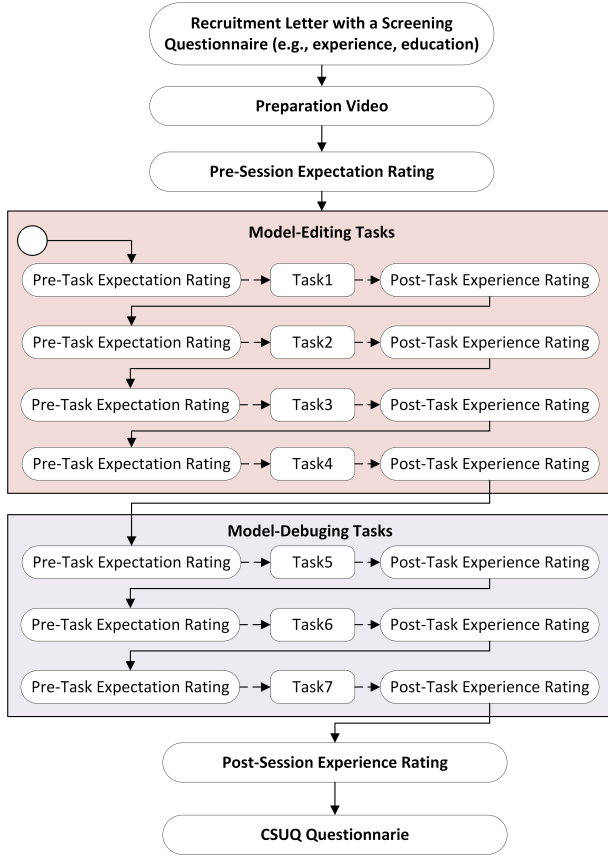 Recruitment Letter with a Screening
Questionnaire (e.g., experience, education)
Preparation Video
Pre-Session Expectation Rating
Model-Editing Tasks
Pre-Task Expectation Rating Task1 Post-Task Experience Rating
Pre-Task Expectation Rating Task2 Post-Task Experience Rating
Pre-Task Expectation Rating Task3 Post-Task Experience Rating
Pre-Task Expectation Rating Task4 Post-Task Experience Rating
Model-Debuging Tasks
Pre-Task Expectation Rating Task5 Post-Task Experience Rating
Pre-Task Expectation Rating Task6 Post-Task Experience Rating
Pre-Task Expectation Rating Task7 Post-Task Experience Rating
Post-Session Experience Rating
CSUQ Questionnarie